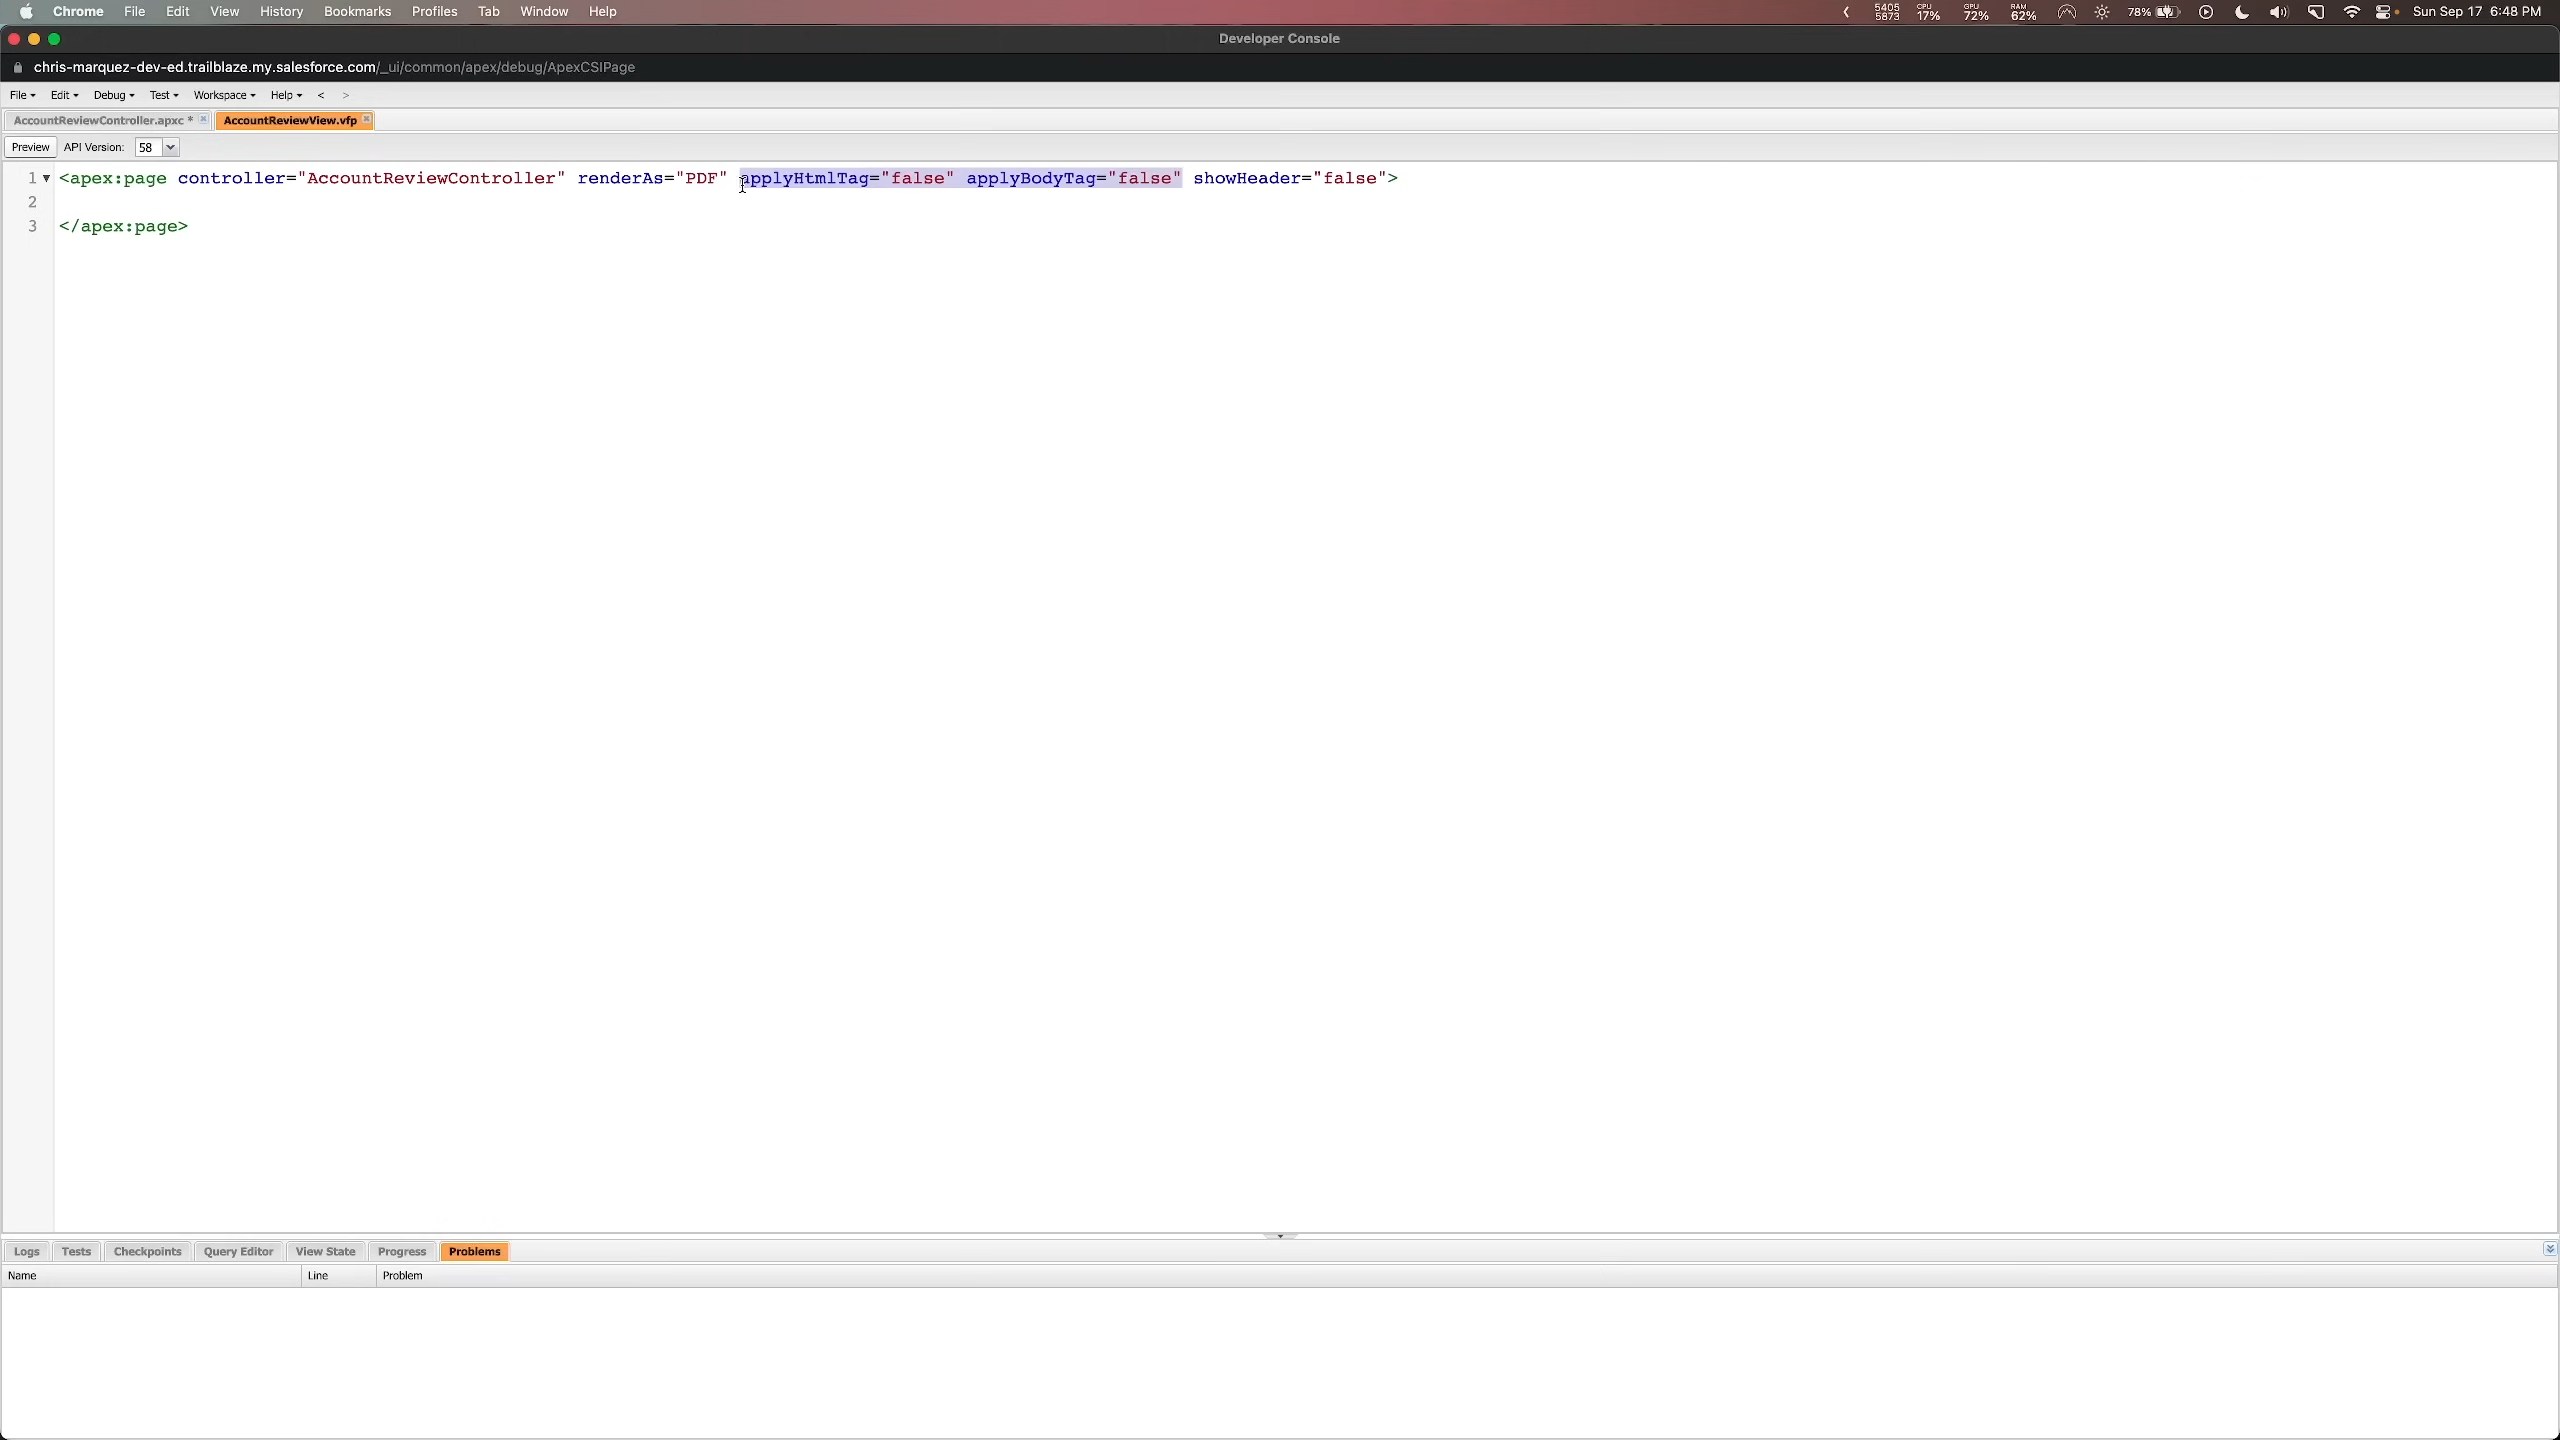 Chrome File Edit View History Bookmarks Profiles Tab Window Help 5405 5873 CPU 17% GPU 72% RAM 62% 78% Sun Sep 17 6:48 PM
Developer Console
chris-marquez-dev-ed.trailblaze.my.salesforce.com/_ui/common/apex/debug/ApexCSIPage
File Edit Debug Test Workspace Help < >
AccountReviewController.apxc * AccountReviewView.vfp
Preview API Version: 58
1 <apex:page controller="AccountReviewController" renderAs="PDF" applyHtmlTag="false" applyBodyTag="false" showHeader="false">
2
3 </apex:page>
Logs Tests Checkpoints Query Editor View State Progress Problems
Name Line Problem